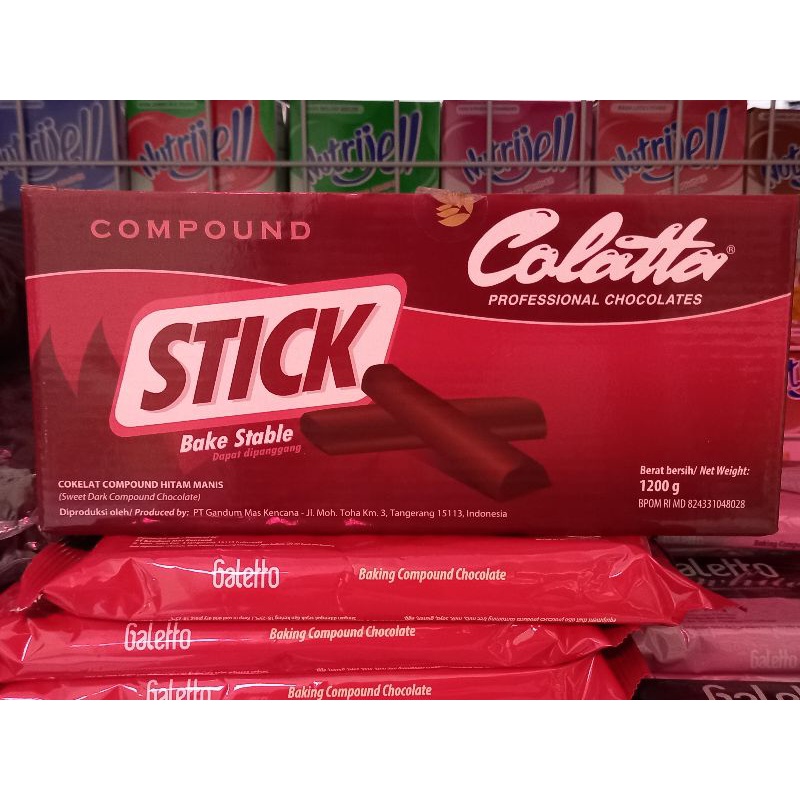 Nutrijell
Nutrijell
Nutrijell
Nutrijell
Nutrijell
COMPOUND
Colatta®
PROFESSIONAL CHOCOLATES
STICK
Bake Stable
Dapat dipanggang
COKELAT COMPOUND HITAM MANIS
(Sweet Dark Compound Chocolate)
Diproduksi oleh/ Produced by: PT Gandum Mas Kencana - Jl. Moh. Toha Km. 3, Tangerang 15113, Indonesia
Berat bersih/ Net Weight:
1200 g
BPOM RI MD 824331048028
Galetto
Baking Compound Chocolate
Galetto
Baking Compound Chocolate
Galetto
Baking Compound Chocolate
Galetto
Galetto